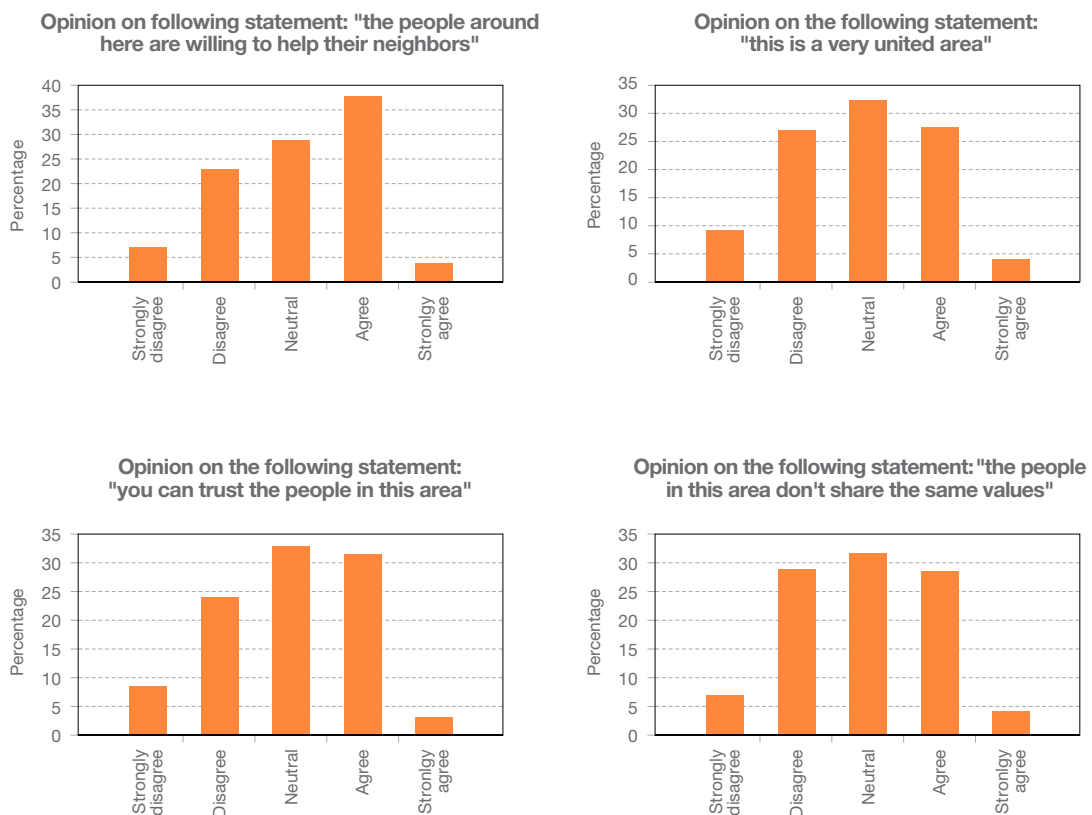 Opinion on following statement: "the people around
here are willing to help their neighbors"
Percentage
40
35
30
25
20
15
10
5
0
Strongly
disagree
Disagree
Neutral
Agree
Stronlgy
agree
Opinion on the following statement:
"this is a very united area"
Percentage
35
30
25
20
15
10
5
0
Strongly
disagree
Disagree
Neutral
Agree
Stronlgy
agree
Opinion on the following statement:
"you can trust the people in this area"
Percentage
35
30
25
20
15
10
5
0
Strongly
disagree
Disagree
Neutral
Agree
Stronlgy
agree
Opinion on the following statement: "the people
in this area don't share the same values"
Percentage
35
30
25
20
15
10
5
0
Strongly
disagree
Disagree
Neutral
Agree
Stronlgy
agree